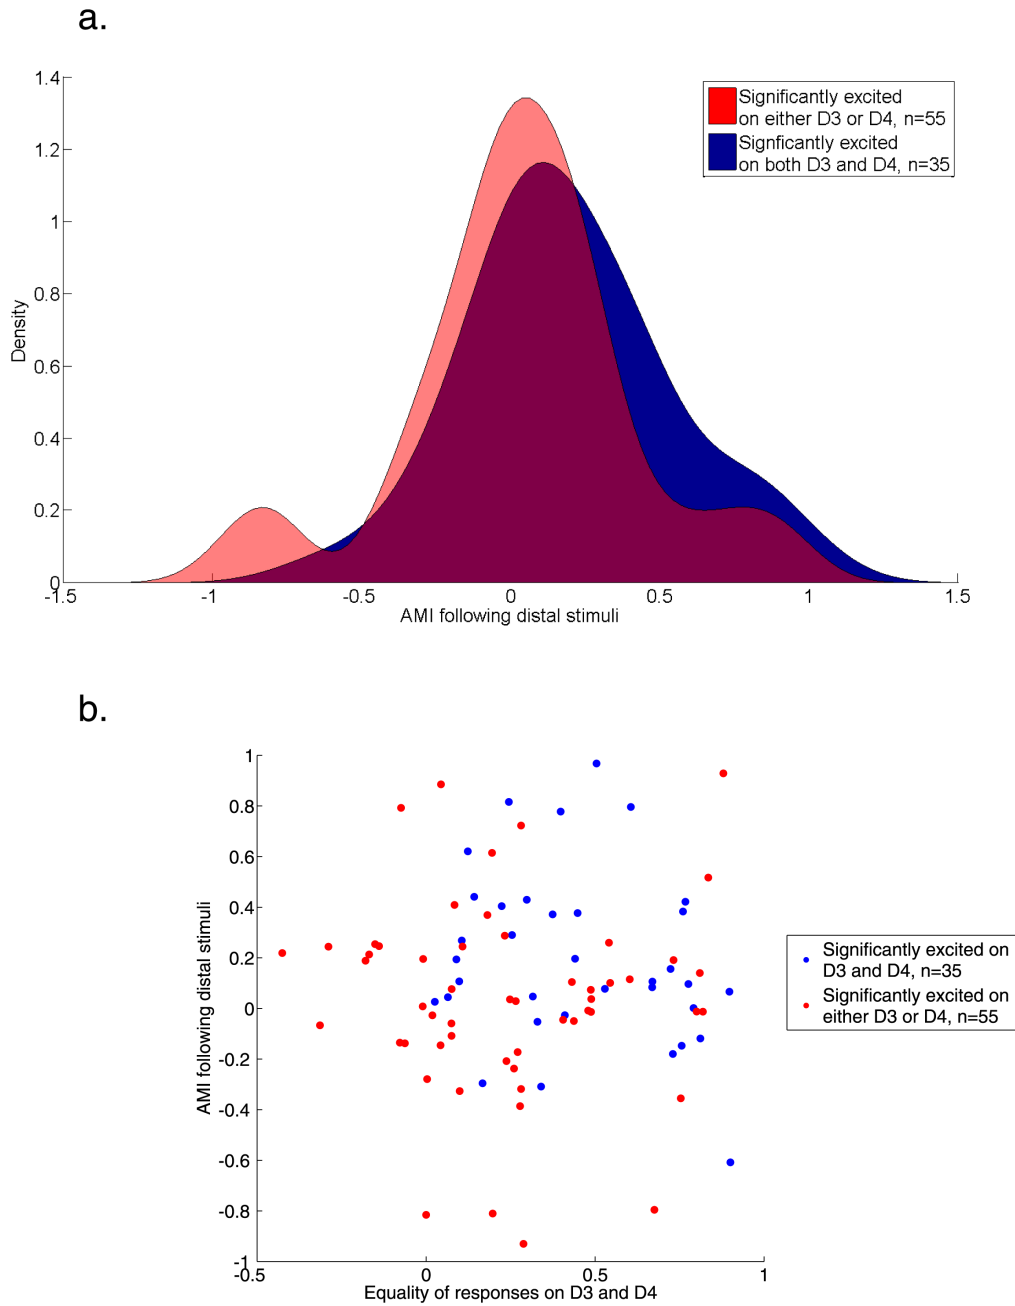 a.
1.4
1.2
1
0.8
0.6
0.4
0.2
0
Density
-1.5
-1
-0.5
0
0.5
1
1.5
AMI following distal stimuli
Significantly excited
on either D3 or D4, n=55
Signficantly excited
on both D3 and D4, n=35
b.
1
0.8
0.6
0.4
0.2
0
-0.2
-0.4
-0.6
-0.8
-1
AMI following distal stimuli
-0.5
0
0.5
1
Equality of responses on D3 and D4
Significantly excited on
D3 and D4, n=35
Significantly excited on
either D3 or D4, n=55